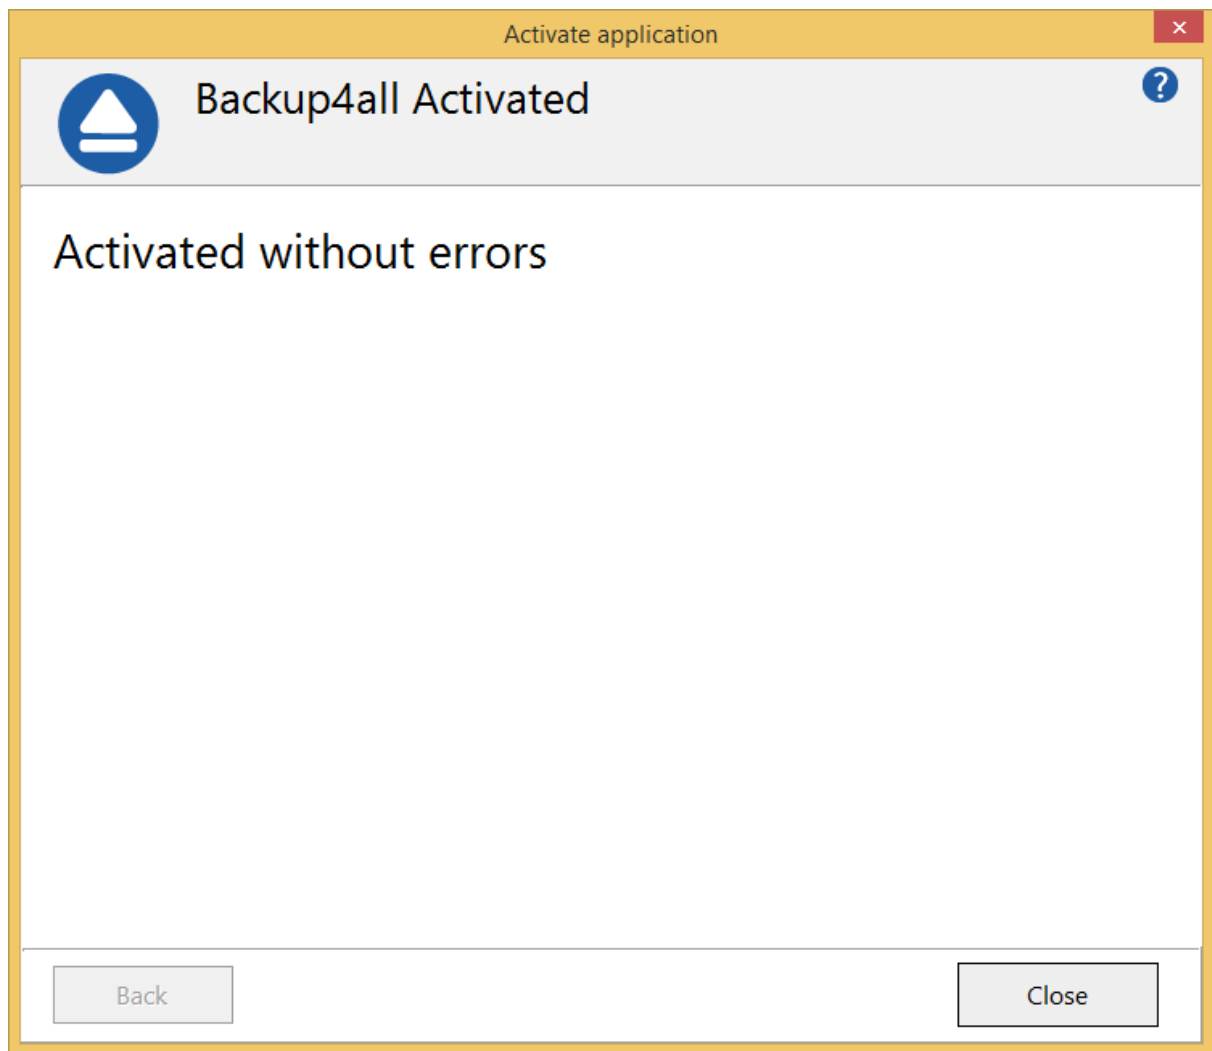 Activate application
Backup4all Activated
?
Activated without errors
Back
Close